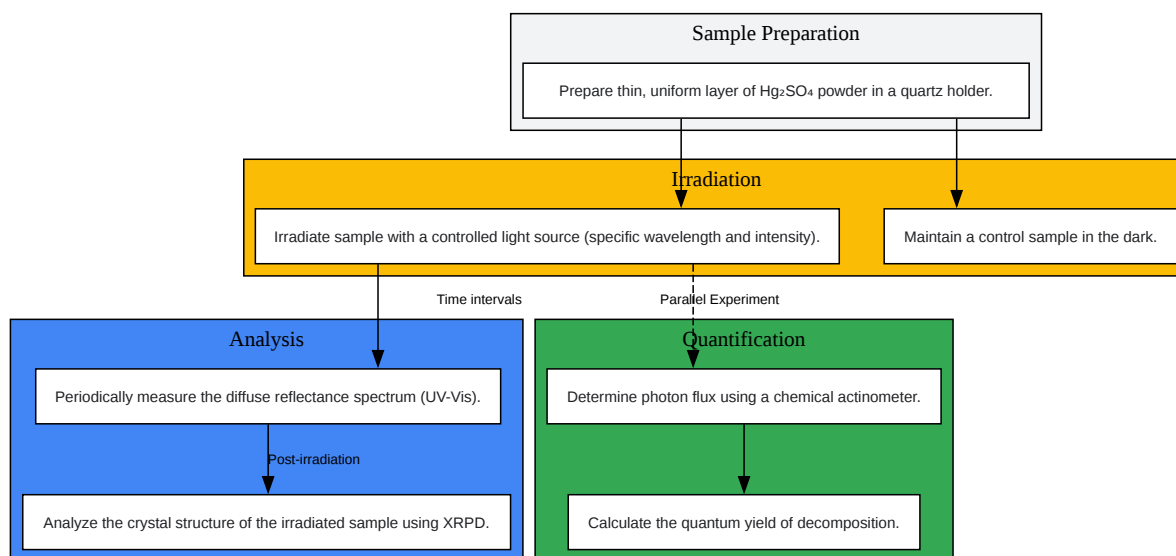 Sample Preparation
Prepare thin, uniform layer of Hg₂SO₄ powder in a quartz holder.
Irradiation
Irradiate sample with a controlled light source (specific wavelength and intensity).
Maintain a control sample in the dark.
Time intervals
Parallel Experiment
Analysis
Quantification
Periodically measure the diffuse reflectance spectrum (UV-Vis).
Determine photon flux using a chemical actinometer.
Post-irradiation
Analyze the crystal structure of the irradiated sample using XRPD.
Calculate the quantum yield of decomposition.